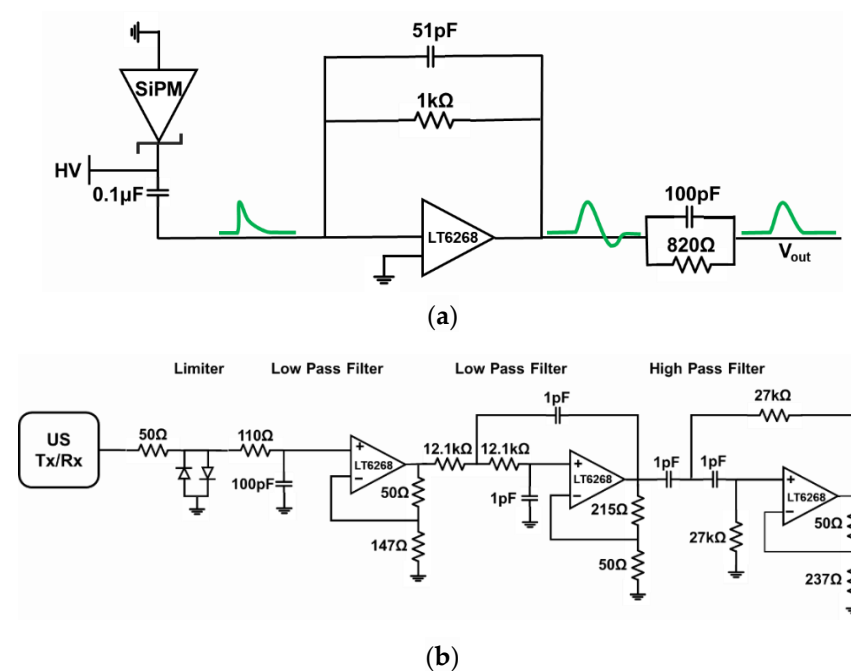 51pF
SiPM
1kΩ
HV
0.1µF
100pF
LT6268
820Ω
Vout
(a)
Limiter Low Pass Filter Low Pass Filter High Pass Filter
1pF 27kΩ
US
Tx/Rx
50Ω 110Ω 12.1kΩ 12.1kΩ 1pF 1pF
+ + +
LT6268 LT6268 LT6268
100pF − 50Ω 1pF − 215Ω 27kΩ − 50Ω
147Ω 50Ω 237Ω
(b)